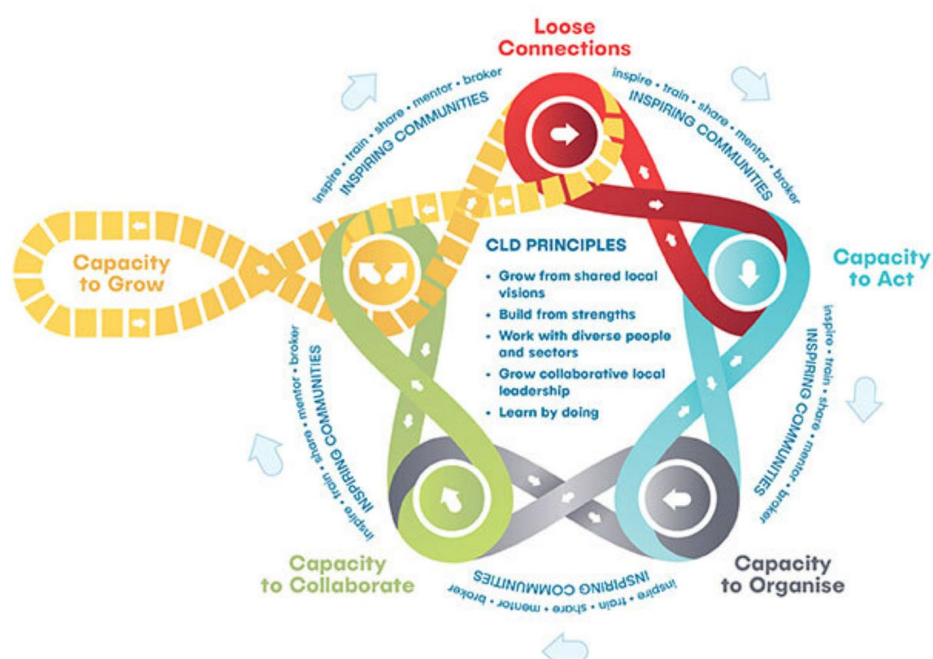 Loose
Connections
inspire • train • share • mentor • broker
INSPIRING COMMUNITIES
inspire • train • share • mentor • broker
INSPIRING COMMUNITIES
Capacity
to Grow
CLD PRINCIPLES
• Grow from shared local
visions
• Build from strengths
• Work with diverse people
and sectors
• Grow collaborative local
leadership
• Learn by doing
Capacity
to Act
inspire • train • share • mentor • broker
INSPIRING COMMUNITIES
inspire • train • share • mentor • broker
INSPIRING COMMUNITIES
Capacity
to Collaborate
Capacity
to Organise
INSPIRING COMMUNITIES
inspire • train • share • mentor • broker